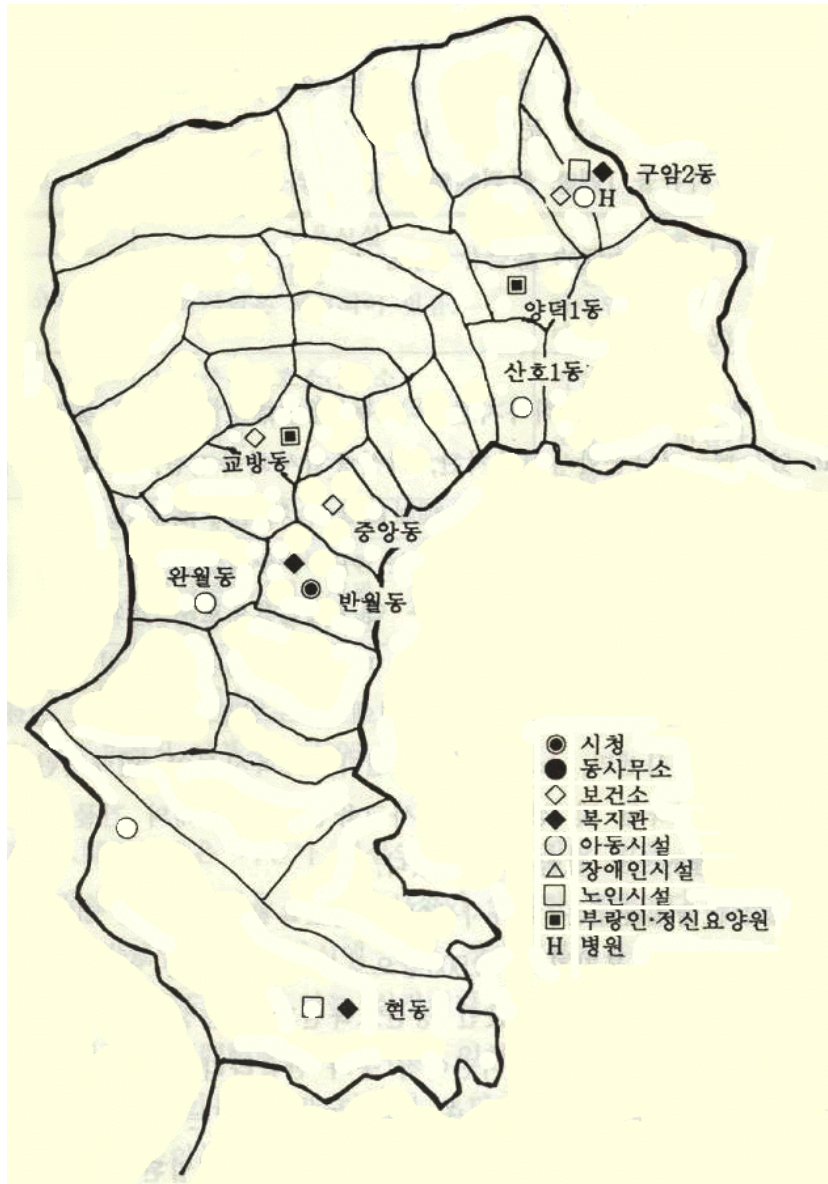 구암2동
H
양덕1동
산호1동
교방동
중앙동
완월동
반월동
시청
동사무소
보건소
복지관
아동시설
장애인시설
노인시설
부랑인·정신요양원
H 병원
현동